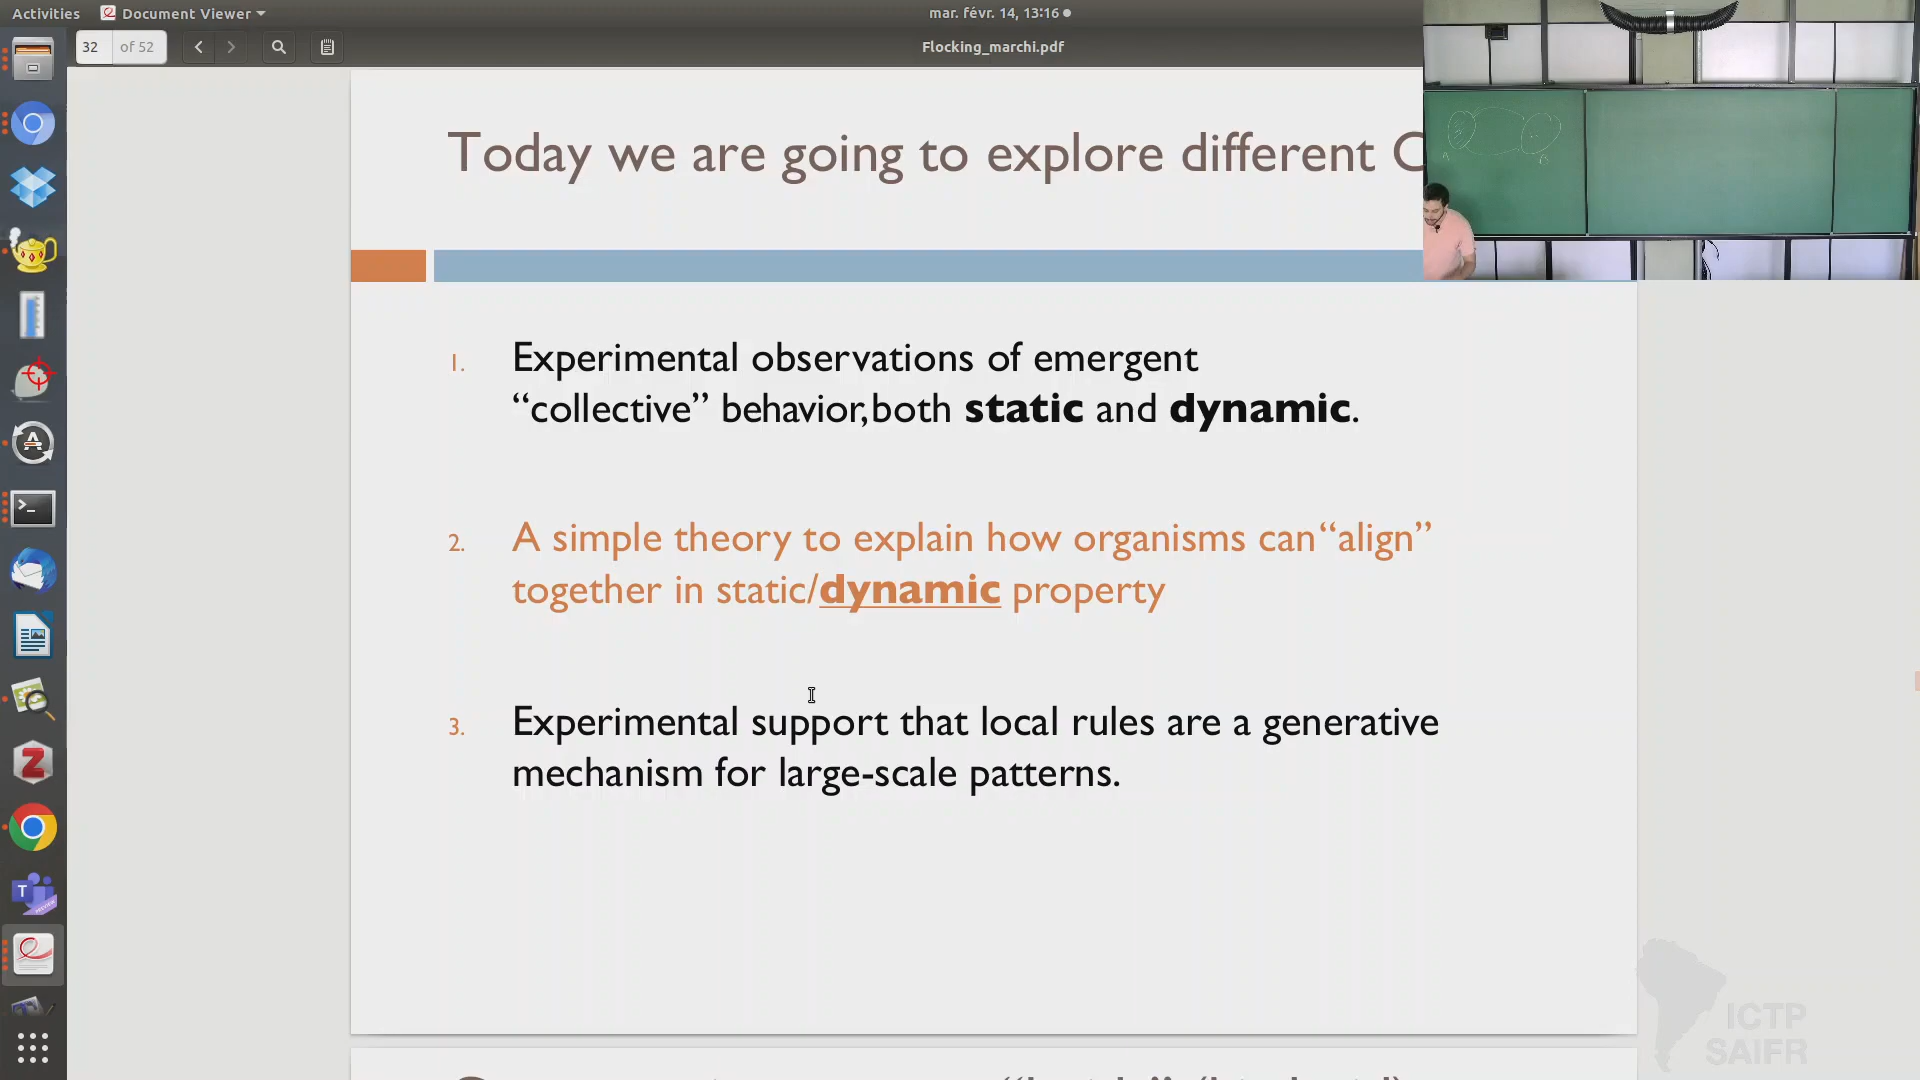 Activities Document Viewer mar. févr. 14, 13:16
32 of 52 Flocking_marchi.pdf
Today we are going to explore different C
1. Experimental observations of emergent
“collective” behavior, both static and dynamic.
2. A simple theory to explain how organisms can “align”
together in static/dynamic property
3. Experimental support that local rules are a generative
mechanism for large-scale patterns.
ICTP
SAIFR